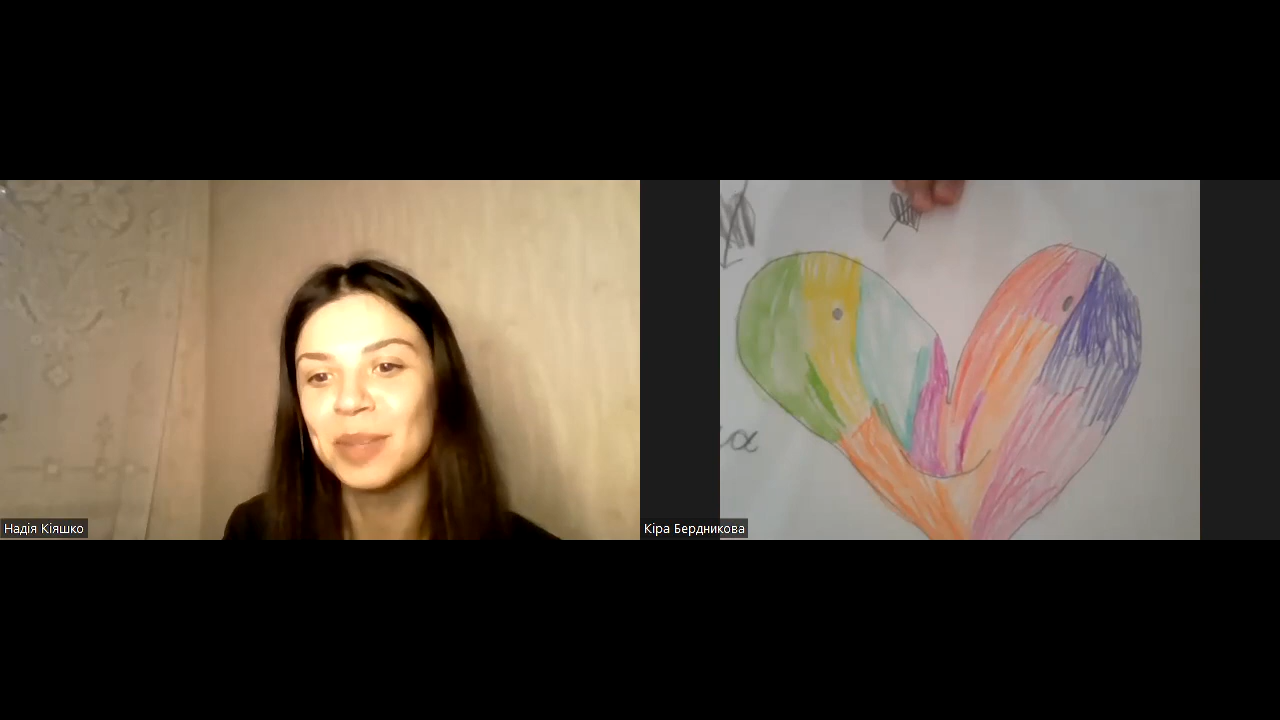 Надія Кіяшко
Кіра Бердникова